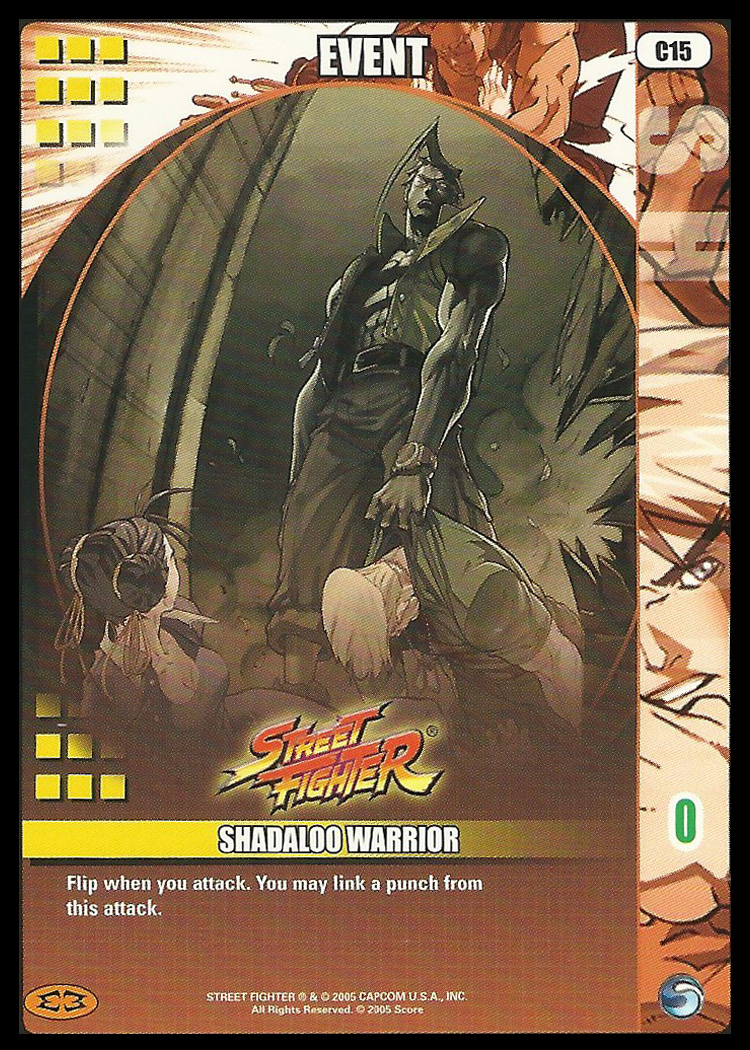 EVENT
C15
SH
STREET
FIGHTER®
0
SHADALOO WARRIOR
Flip when you attack. You may link a punch from
this attack.
STREET FIGHTER ® & © 2005 CAPCOM U.S.A., INC.
All Rights Reserved. © 2005 Score
S